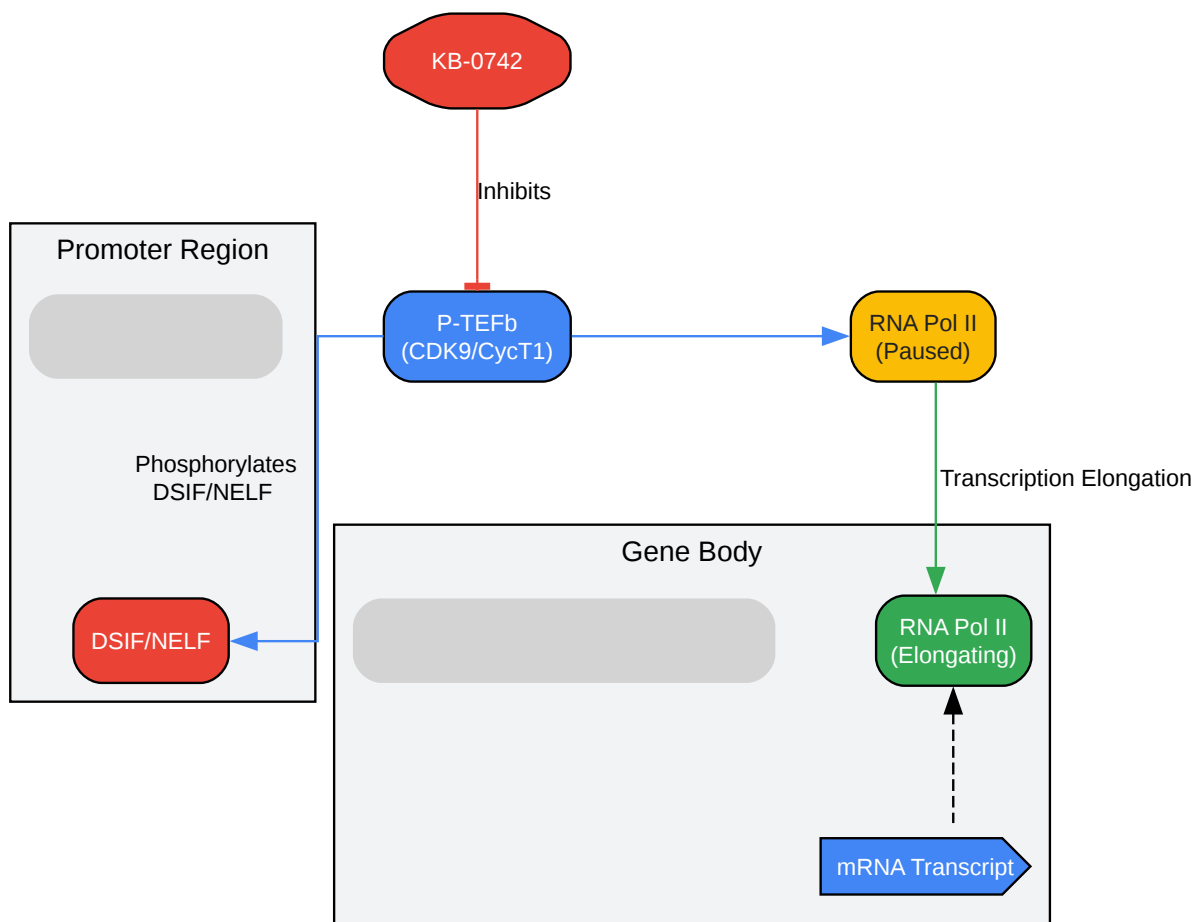 KB-0742
Inhibits
Promoter Region
P-TEFb
(CDK9/CycT1)
RNA Pol II
(Paused)
Phosphorylates
DSIF/NELF
Transcription Elongation
Gene Body
DSIF/NELF
RNA Pol II
(Elongating)
mRNA Transcript